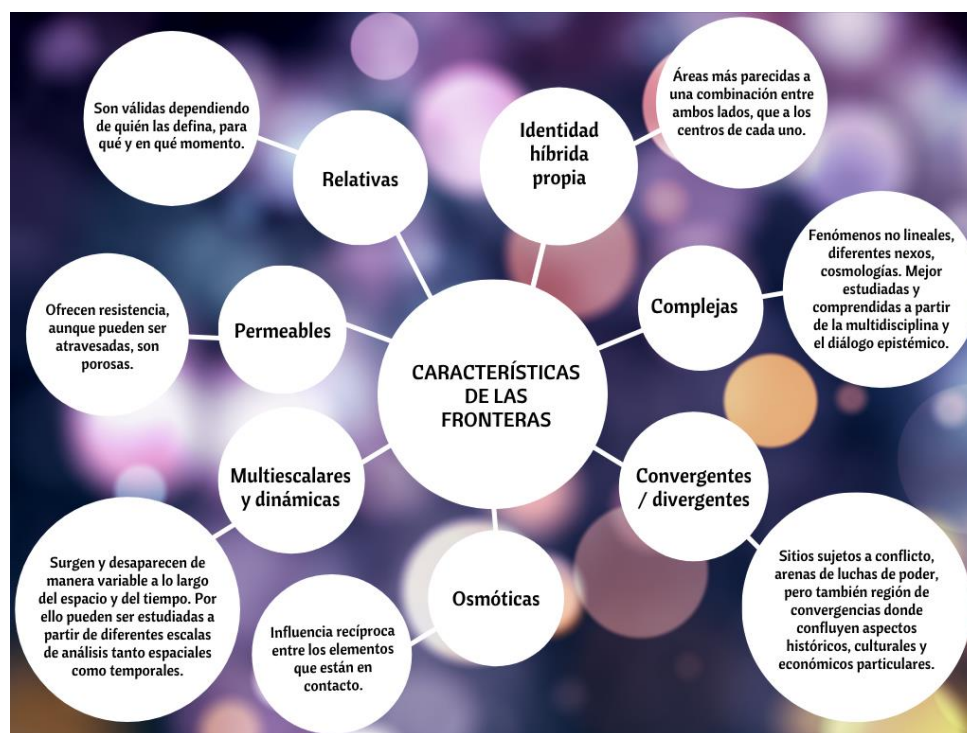 CARACTERÍSTICAS
DE LAS
FRONTERAS
Relativas
Son válidas dependiendo
de quién las defina, para
qué y en qué momento.
Identidad
híbrida
propia
Áreas más parecidas a
una combinación entre
ambos lados, que a los
centros de cada uno.
Complejas
Fenómenos no lineales,
diferentes nexos,
cosmologías. Mejor
estudiadas y
comprendidas a partir
de la multidisciplina y
el diálogo epistémico.
Convergentes
/ divergentes
Sitios sujetos a conflicto,
arenas de luchas de poder,
pero también región de
convergencias donde
confluyen aspectos
históricos, culturales y
económicos particulares.
Osmóticas
Influencia recíproca
entre los elementos
que están en
contacto.
Multiescalares
y dinámicas
Surgen y desaparecen de
manera variable a lo largo
del espacio y del tiempo. Por
ello pueden ser estudiadas a
partir de diferentes escalas
de análisis tanto espaciales
como temporales.
Permeables
Ofrecen resistencia,
aunque pueden ser
atravesadas, son
porosas.